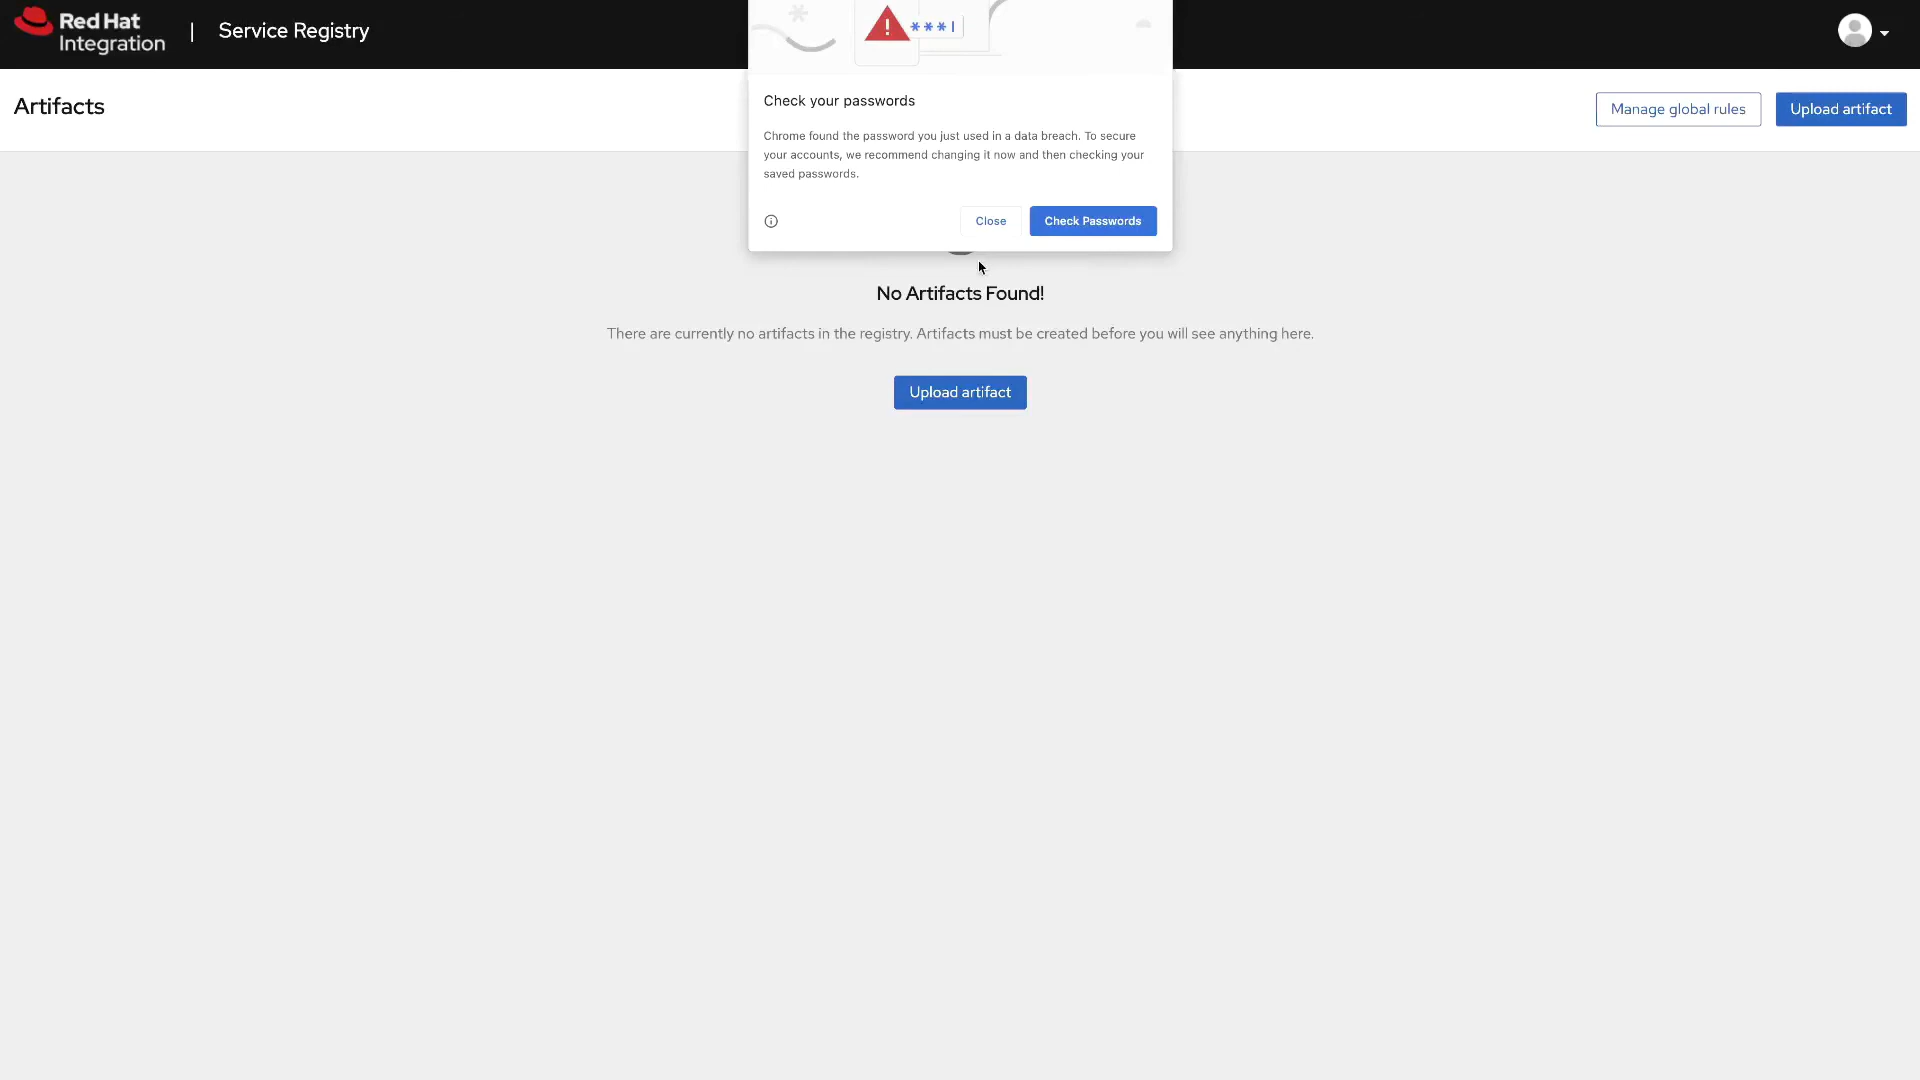 Red Hat
Integration
| Service Registry
***|
Artifacts
Manage global rules
Upload artifact
Check your passwords
Chrome found the password you just used in a data breach. To secure
your accounts, we recommend changing it now and then checking your
saved passwords.
Close
Check Passwords
No Artifacts Found!
There are currently no artifacts in the registry. Artifacts must be created before you will see anything here.
Upload artifact